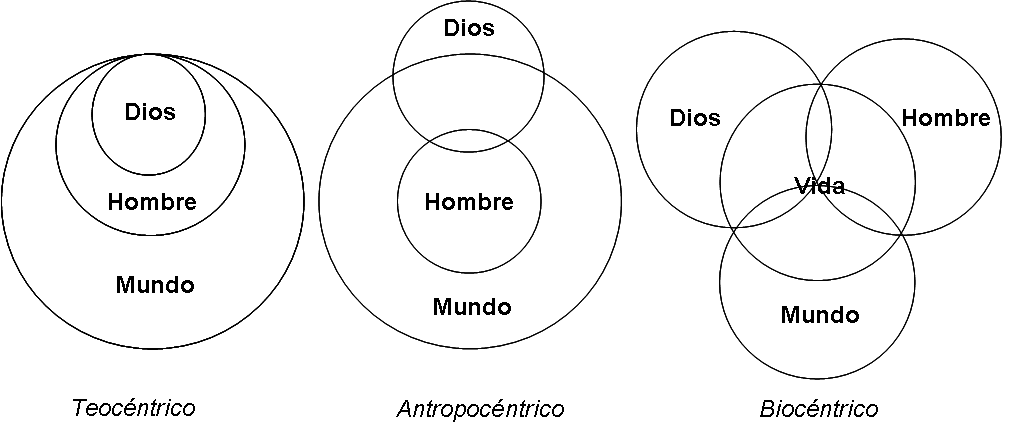 Dios
Hombre
Mundo
Teocéntrico
Dios
Hombre
Mundo
Antropocéntrico
Dios
Hombre
Vida
Mundo
Biocéntrico